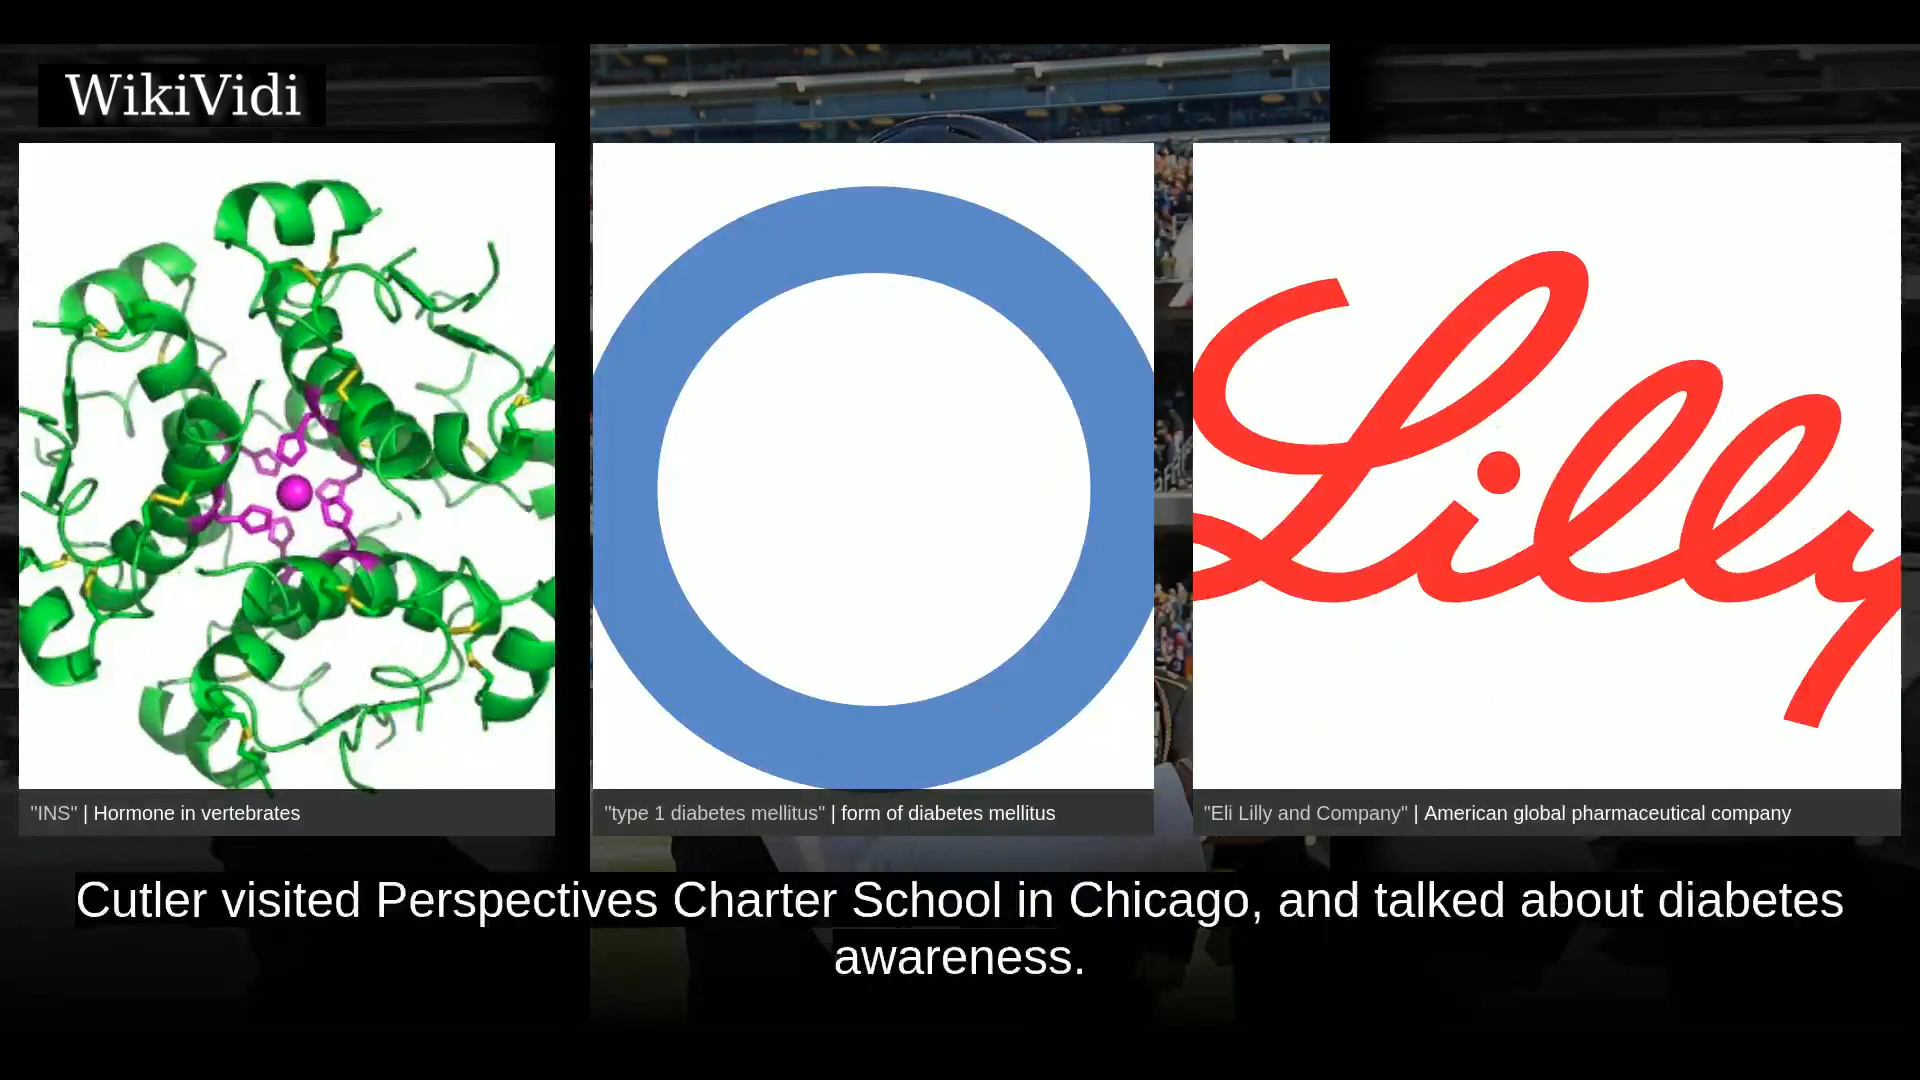 WikiVidi
Lilly
"INS" | Hormone in vertebrates
"type 1 diabetes mellitus" | form of diabetes mellitus
"Eli Lilly and Company" | American global pharmaceutical company
Cutler visited Perspectives Charter School in Chicago, and talked about diabetes
awareness.